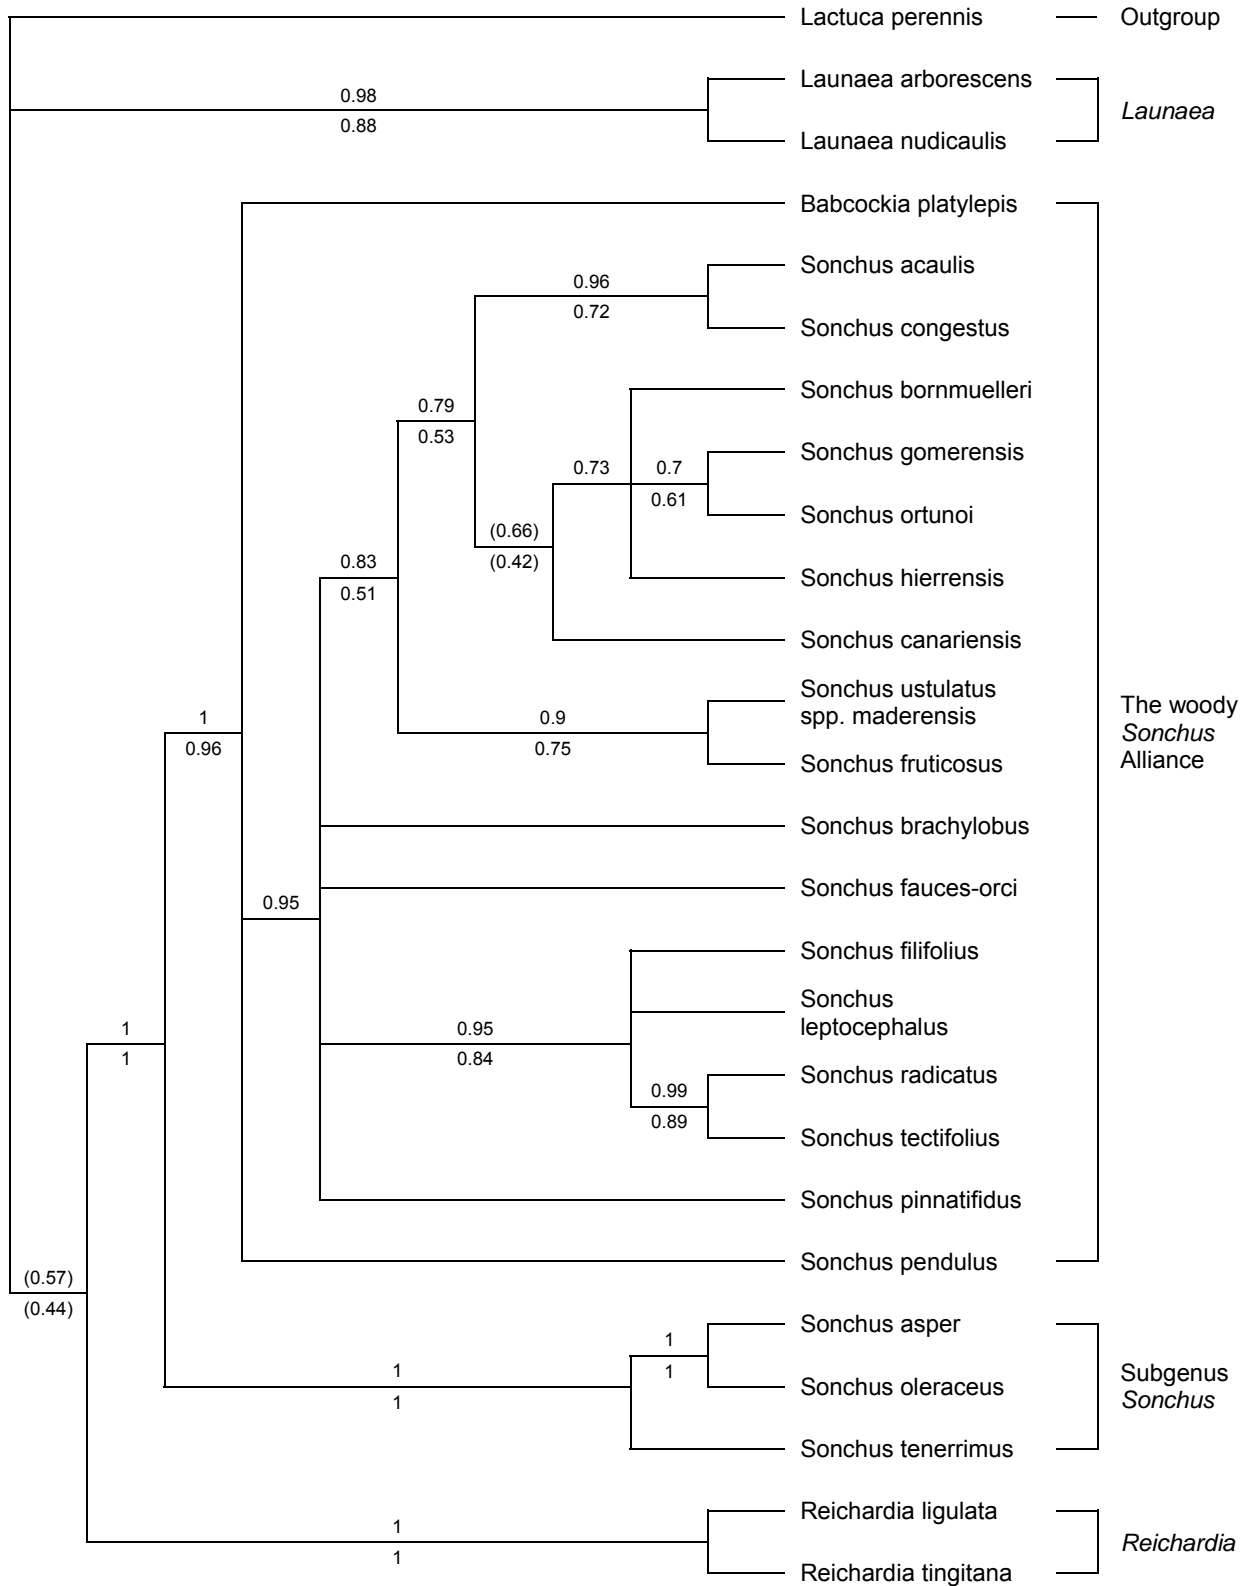 Lactuca perennis
Outgroup
Launaea arborescens
0.98
Launaea
0.88
Launaea nudicaulis
Babcockia platylepis
Sonchus acaulis
0.96
0.72
Sonchus congestus
Sonchus bornmuelleri
0.79
0.53
Sonchus gomerensis
0.73
0.7
0.61
Sonchus ortunoi
(0.66)
(0.42)
0.83
Sonchus hierrensis
0.51
Sonchus canariensis
Sonchus ustulatus
spp. maderensis
The woody
Sonchus
Alliance
1
0.96
0.9
0.75
Sonchus fruticosus
Sonchus brachylobus
Sonchus fauces-orci
0.95
Sonchus filifolius
Sonchus
leptocephalus
1
1
0.95
0.84
Sonchus radicatus
0.99
0.89
Sonchus tectifolius
Sonchus pinnatifidus
Sonchus pendulus
(0.57)
(0.44)
Sonchus asper
1
1
1
1
Subgenus
Sonchus
Sonchus oleraceus
Sonchus tenerrimus
Reichardia ligulata
1
1
Reichardia
Reichardia tingitana